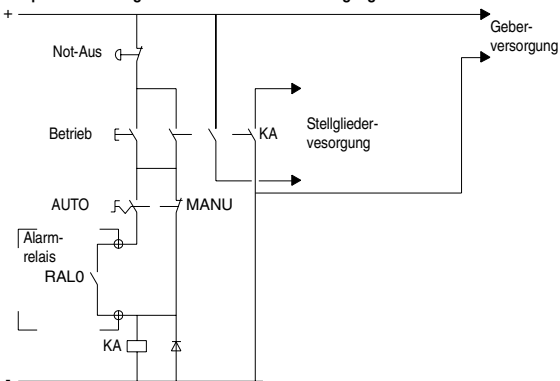 +
Geber-
versorgung
Not-Aus
Betrieb
KA
Stellglieder-
vesorgung
AUTO
MANU
Alarm-
relais
RAL0
KA
-